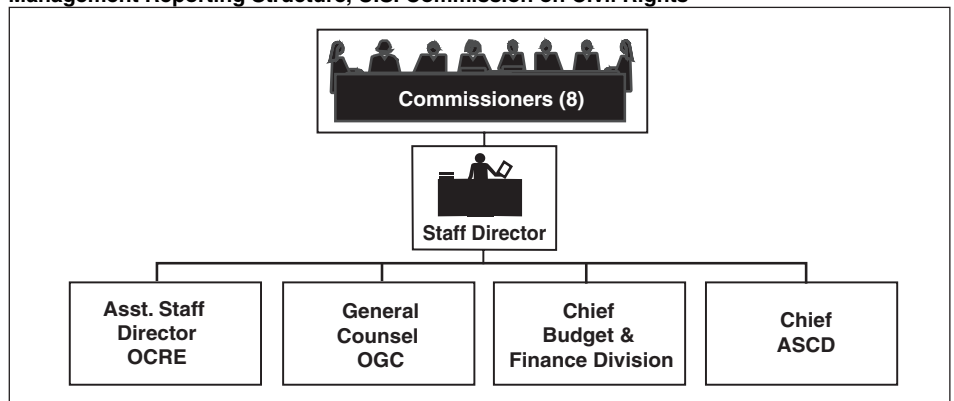 Management Reporting Structure, U.S. Commission on Civil Rights
Commissioners (8)
Staff Director
Asst. Staff
Director
OCRE
General
Counsel
OGC
Chief
Budget &
Finance Division
Chief
ASCD